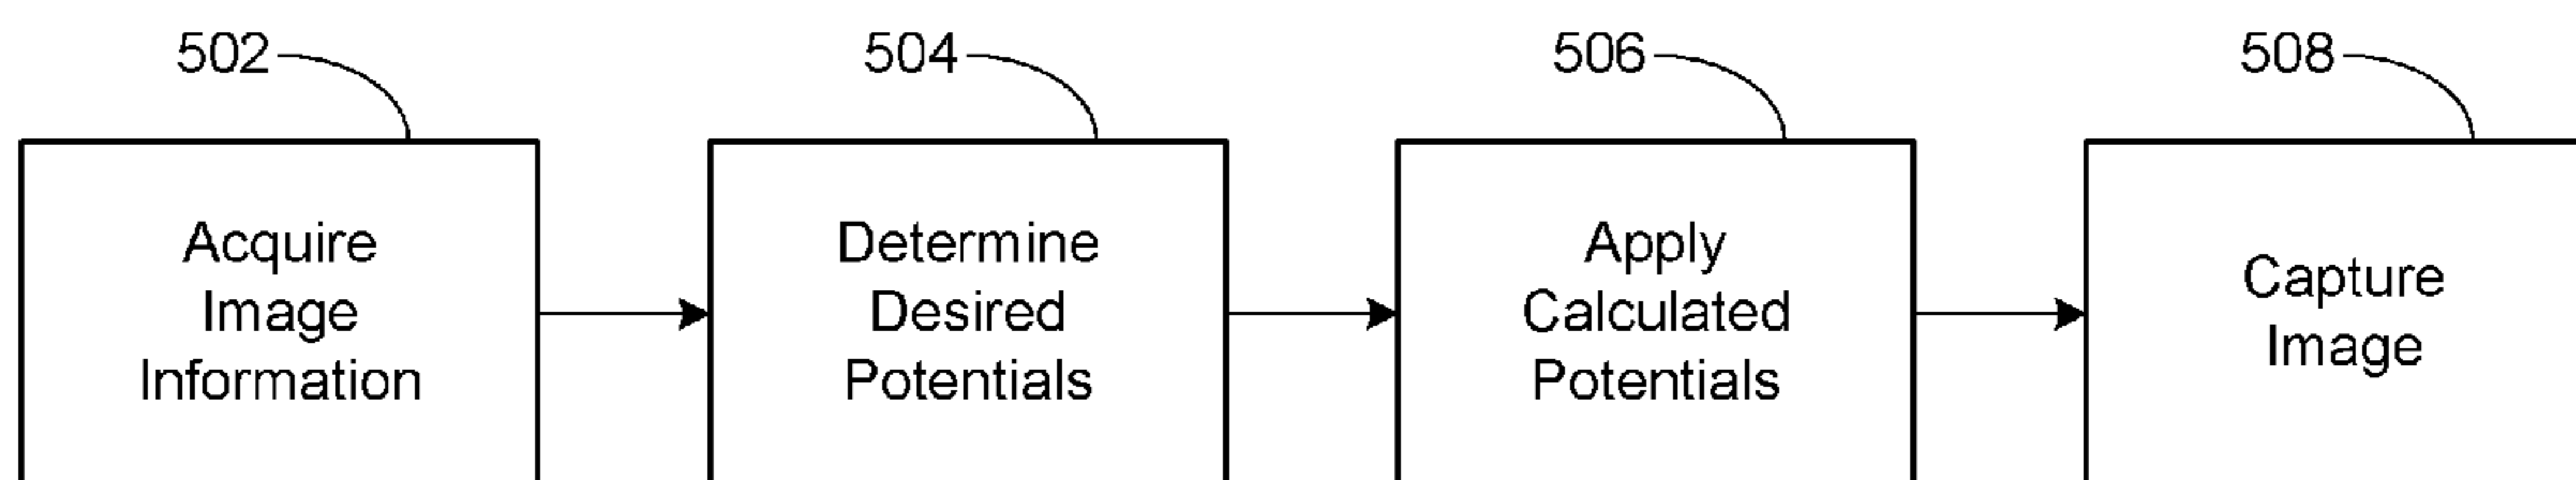 502
504
506
508
Acquire
Image
Information
Determine
Desired
Potentials
Apply
Calculated
Potentials
Capture
Image